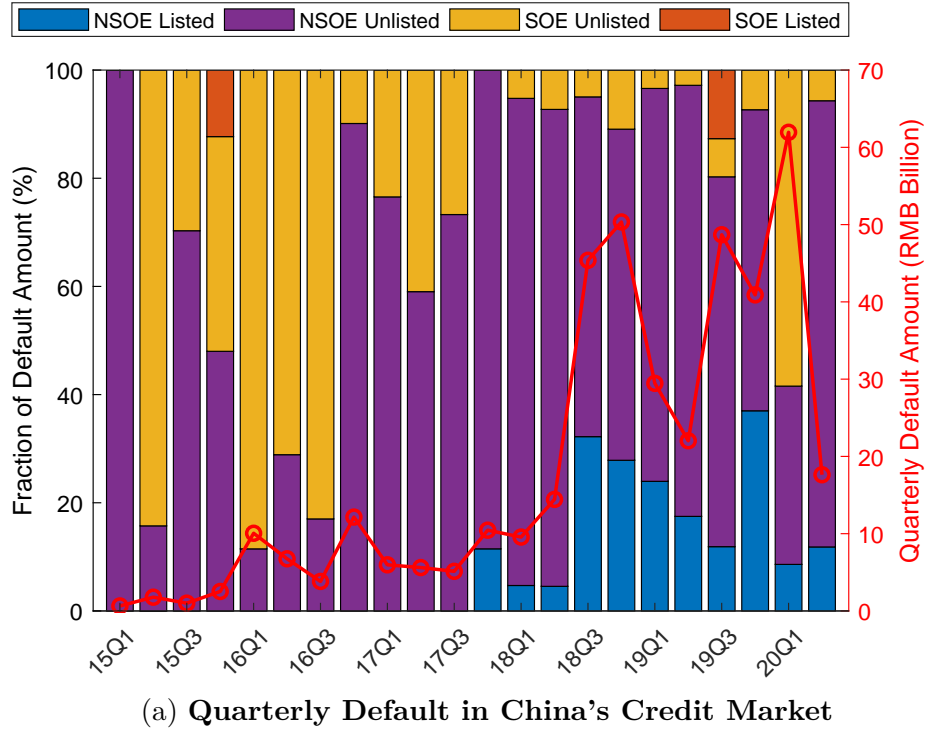 NSOE Listed NSOE Unlisted SOE Unlisted SOE Listed
Fraction of Default Amount (%)
100
80
60
40
20
0
70
60
50
40
30
20
10
0
Quarterly Default Amount (RMB Billion)
15Q1 15Q3 16Q1 16Q3 17Q1 17Q3 18Q1 18Q3 19Q1 19Q3 20Q1
(a) Quarterly Default in China's Credit Market